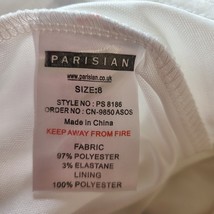 PARISIAN
www.parisian.co.uk
SIZE:8
STYLE NO : PS 8186
ORDER NO : CN-9850 ASOS
Made in China
KEEP AWAY FROM FIRE
FABRIC
97% POLYESTER
3% ELASTANE
LINING
100% POLYESTER